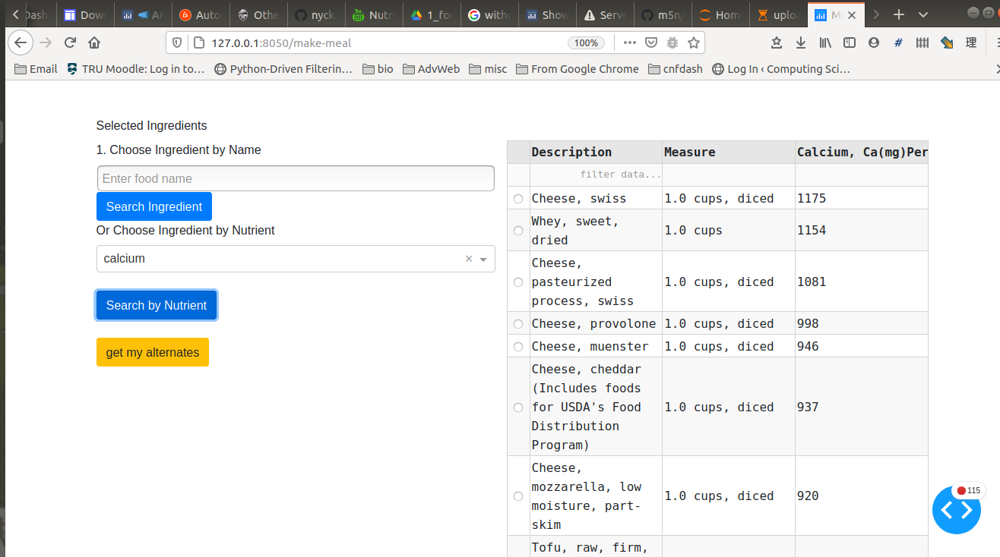 Dash
Dow
Ar
Auto
Othe
nyck
Nutri
1_foo
with
Show
Serve
m5n/
Hom
uplo
M
127.0.0.1:8050/make-meal
100%
#
理
Email
TRU Moodle: Log in to…
Python-Driven Filterin…
bio
AdvWeb
misc
From Google Chrome
cnfdash
Log In ‹ Computing Sci…
Selected Ingredients
1. Choose Ingredient by Name
Enter food name
Search Ingredient
Or Choose Ingredient by Nutrient
calcium
Search by Nutrient
get my alternates
Description Measure Calcium, Ca(mg)Per
filter data...
Cheese, swiss 1.0 cups, diced 1175
Whey, sweet,
dried 1.0 cups 1154
Cheese,
pasteurized 1.0 cups, diced 1081
process, swiss
Cheese, provolone 1.0 cups, diced 998
Cheese, muenster 1.0 cups, diced 946
Cheese, cheddar
(Includes foods
for USDA's Food 1.0 cups, diced 937
Distribution
Program)
Cheese,
mozzarella, low
moisture, part- 1.0 cups, diced 920
skim
Tofu, raw, firm,
115